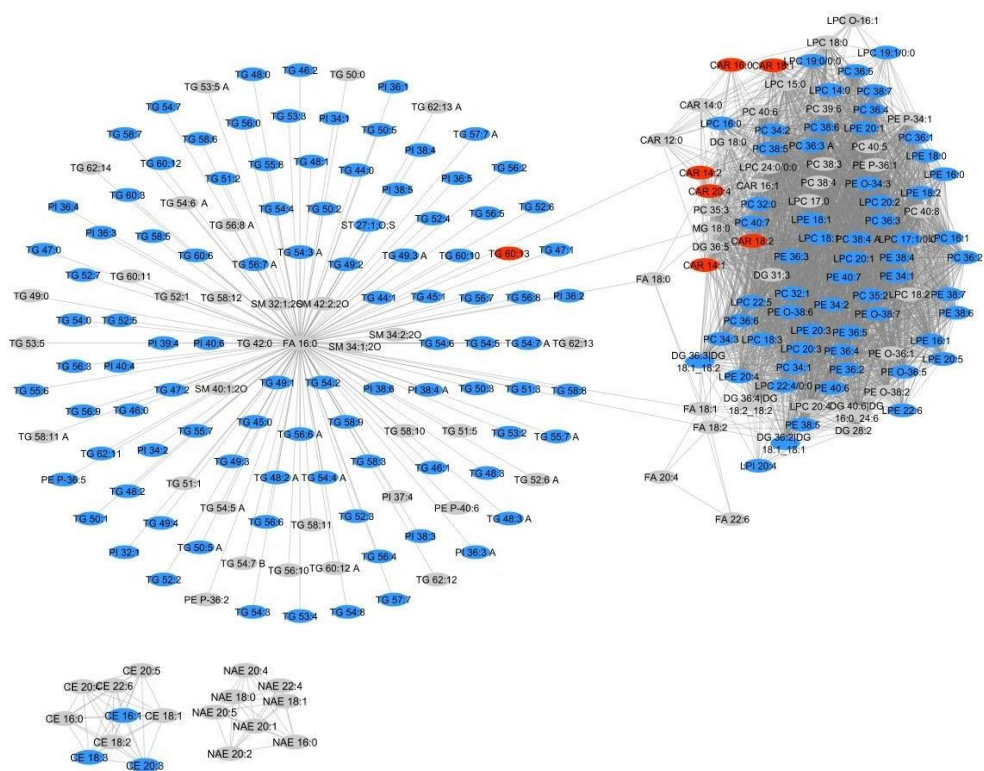 TG 46:2
TG 48:0
TG 50:0
TG 53:5 A
PI 36:1
TG 54:7
TG 56:0
TG 53:3
PI 34:1
TG 50:5
TG 62:13 A
TG 58:7
TG 58:6
TG 57:7 A
TG 62:14
TG 60:12
TG 55:8
TG 48:1
TG 44:0
PI 38:4
TG 56:2
TG 51:2
PI 36:5
TG 60:3
TG 54:6 A
PI 38:5
PI 36:4
TG 54:4
TG 50:2
TG 52:4
TG 56:5
TG 52:6
TG 56:8 A
ST 27:1;O;S
PI 36:3
TG 58:5
TG 47:0
TG 60:6
TG 56:7 A
TG 54:3 A
TG 49:2
TG 49:3 A
TG 60:10
TG 60:13
TG 47:1
TG 52:7
TG 60:11
TG 49:0
TG 52:1
TG 58:12
SM 32:1;2O
SM 42:2;2O
TG 44:1
TG 45:1
TG 56:7
TG 56:8
PI 36:2
TG 54:0
TG 52:5
TG 53:5
PI 39:4
PI 40:6
TG 42:0
FA 16:0
SM 34:1;2O
SM 34:2;2O
TG 54:6
TG 54:5
TG 54:7 A
TG 62:13
TG 56:3
PI 40:4
TG 55:6
TG 47:2
SM 40:1;2O
TG 49:1
TG 54:2
PI 38:6
PI 38:4 A
TG 50:3
TG 51:3
TG 58:8
TG 56:9
TG 46:0
TG 58:11 A
TG 55:7
TG 45:0
TG 56:6 A
TG 58:9
TG 58:10
TG 51:5
TG 53:2
TG 55:7 A
TG 62:11
PI 34:2
TG 49:3
TG 58:3
TG 46:1
PE P-36:5
TG 48:2
TG 51:1
TG 48:2 A
TG 54:4 A
TG 48:3
TG 52:6 A
TG 50:1
TG 49:4
TG 54:5 A
TG 56:6
TG 58:11
TG 52:3
PI 37:4
PE P-40:6
TG 48:3 A
PI 32:1
TG 50:5 A
PI 38:3
PI 36:3 A
TG 52:2
TG 54:7 B
TG 56:10
TG 60:12 A
TG 56:4
TG 62:12
PE P-36:2
TG 54:3
TG 53:4
TG 54:8
TG 57:7
LPC O-16:1
LPC 18:0
LPC 19:1/0:0
CAR 16:0
CAR 18:1
LPC 19:0/0:0
PC 36:5
LPC 15:0
LPC 14:0
PC 38:7
CAR 14:0
PC 40:6
PC 39:6
PC 36:4
PE P-34:1
LPC 16:0
PC 34:2
PC 38:6
LPE 20:1
PC 36:1
CAR 12:0
DG 18:0
PC 38:5
PC 36:3 A
PC 40:5
LPE 18:0
CAR 14:2
LPC 24:0/0:0
PC 38:3
PE P-36:1
LPE 16:0
CAR 20:4
CAR 16:1
PC 38:4
PE O-34:3
LPE 18:2
PC 35:3
PC 32:0
LPC 17:0
LPC 20:2
PC 40:8
MG 18:0
PC 40:7
LPE 18:1
PC 36:3
DG 36:5
CAR 18:2
LPC 18:1
PC 38:4 A
LPC 17:1/0:0
PC 16:1
CAR 14:1
PE 36:3
LPC 20:1
PE 38:4
PC 36:2
FA 18:0
DG 31:3
PE 40:7
PE 34:1
LPC 22:5
PC 32:1
PC 35:2
LPC 18:2
PE 38:7
PC 36:6
PE O-38:6
PE 34:2
PE O-38:7
PE 38:6
PC 34:3
LPC 18:3
LPE 20:3
PE 36:5
LPE 16:1
DG 36:3|DG
18:1_18:2
LPC 20:3
PE 36:4
PE O-36:1
LPE 20:5
LPE 20:4
PC 34:1
PE 36:2
PE O-36:5
LPC 22:4/0:0
PE 40:6
PE O-38:2
DG 36:4|DG
18:2_18:2
LPC 20:4
DG 40:6|DG
16:0_24:6
LPE 22:6
FA 18:1
FA 18:2
PE 38:5
DG 28:2
DG 36:2|DG
18:1_18:1
LPI 20:4
FA 20:4
FA 22:6
CE 20:5
CE 20:4
CE 22:6
CE 16:0
CE 16:1
CE 18:1
CE 18:2
CE 18:3
CE 20:3
NAE 20:4
NAE 22:4
NAE 18:0
NAE 18:1
NAE 20:5
NAE 20:1
NAE 16:0
NAE 20:2